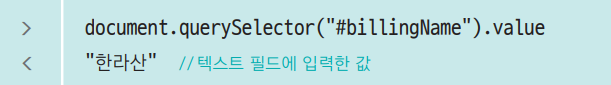 > document.querySelector("#billingName").value
< "한라산" //텍스트 필드에 입력한 값